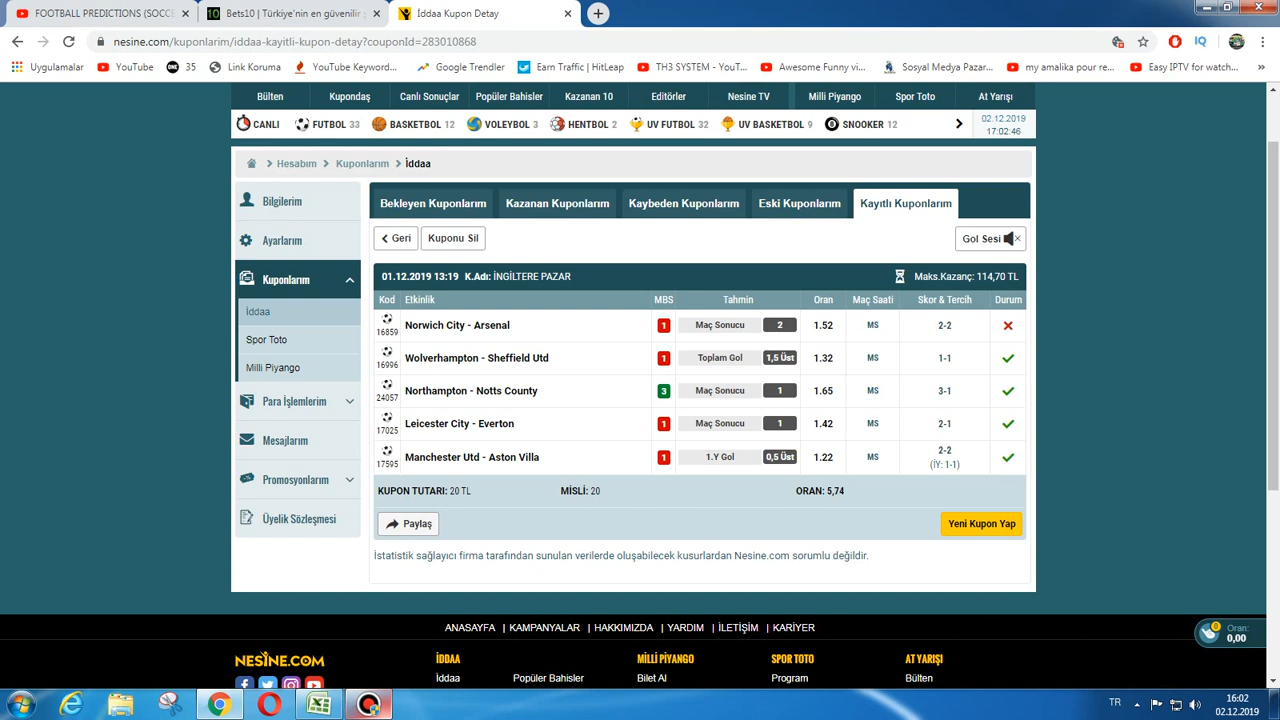 FOOTBALL PREDICTIONS (SOCCE
Bets10 | Türkiye'nin en güvenilir
İddaa Kupon Detay
nesine.com/kuponlarim/iddaa-kayitli-kupon-detay?couponId=283010868
IQ
Uygulamalar
YouTube
ONE 35
Link Koruma
YouTube Keyword...
Google Trendler
Earn Traffic | HitLeap
TH3 SYSTEM - YouT...
Awesome Funny vi...
Sosyal Medya Pazar...
my amalika pour re...
Easy IPTV for watch...
Bülten Kupondaş Canlı Sonuçlar Popüler Bahisler Kazanan 10 Editörler Nesine TV Milli Piyango Spor Toto At Yarışı
CANLI FUTBOL 33 BASKETBOL 12 VOLEYBOL 3 HENTBOL 2 UV FUTBOL 32 UV BASKETBOL 9 SNOOKER 12
02.12.2019
17:02:46
Hesabım Kuponlarım İddaa
Bilgilerim
Ayarlarım
Kuponlarım
İddaa
Spor Toto
Milli Piyango
Para İşlemlerim
Mesajlarım
Promosyonlarım
Üyelik Sözleşmesi
Bekleyen Kuponlarım Kazanan Kuponlarım Kaybeden Kuponlarım Eski Kuponlarım Kayıtlı Kuponlarım
Geri Kuponu Sil Gol Sesi
01.12.2019 13:19 K.Adı: İNGİLTERE PAZAR Maks.Kazanç: 114,70 TL
Kod Etkinlik MBS Tahmin Oran Maç Saati Skor & Tercih Durum
16859 Norwich City - Arsenal 1 Maç Sonucu 2 1.52 MS 2-2
16996 Wolverhampton - Sheffield Utd 1 Toplam Gol 1,5 Üst 1.32 MS 1-1
24057 Northampton - Notts County 3 Maç Sonucu 1 1.65 MS 3-1
17025 Leicester City - Everton 1 Maç Sonucu 1 1.42 MS 2-1
17595 Manchester Utd - Aston Villa 1 1.Y Gol 0,5 Üst 1.22 MS 2-2
(İY: 1-1)
KUPON TUTARI: 20 TL MİSLİ: 20 ORAN: 5,74
Paylaş Yeni Kupon Yap
İstatistik sağlayıcı firma tarafından sunulan verilerde oluşabilecek kusurlardan Nesine.com sorumlu değildir.
ANASAYFA | KAMPANYALAR | HAKKIMIZDA | YARDIM | İLETİŞİM | KARİYER
0 Oran:
0,00
NESINE.COM İDDAA MİLLİ PİYANGO SPOR TOTO AT YARIŞI
İddaa Popüler Bahisler Bilet Al Program Bülten
TR 16:02
02.12.2019